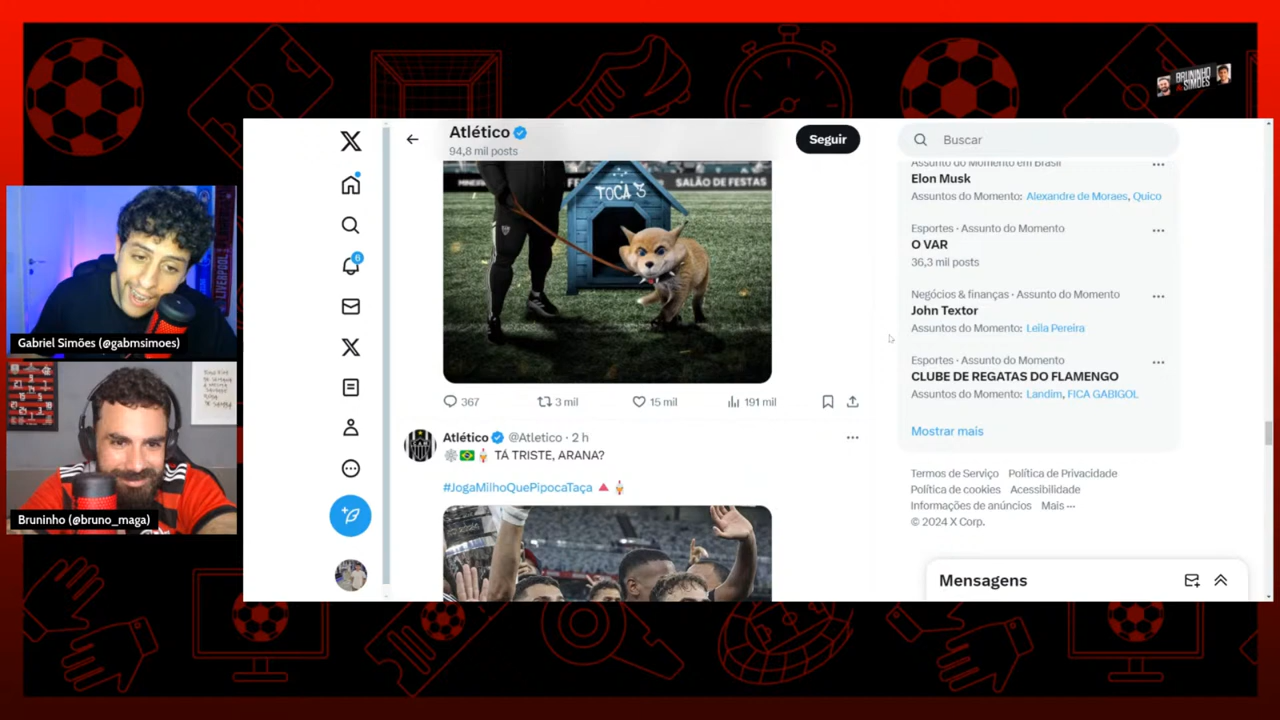 BRUNINHO
SIMÕES
Gabriel Simões (@gabmsimoes)
Bruninho (@bruno_maga)
Atlético
94,8 mil posts
Seguir
TOCA 3
SALÃO DE FESTAS
367
3 mil
15 mil
191 mil
Atlético @Atletico · 2 h
TÁ TRISTE, ARANA?
#JogaMilhoQuePipocaTaça
Buscar
Assunto do Momento em Brasil
Elon Musk
Assuntos do Momento: Alexandre de Moraes, Quico
Esportes · Assunto do Momento
O VAR
36,3 mil posts
Negócios & finanças · Assunto do Momento
John Textor
Assuntos do Momento: Leila Pereira
Esportes · Assunto do Momento
CLUBE DE REGATAS DO FLAMENGO
Assuntos do Momento: Landim, FICA GABIGOL
Mostrar mais
Termos de Serviço Política de Privacidade
Política de cookies Acessibilidade
Informações de anúncios Mais ···
© 2024 X Corp.
Mensagens
6
LIVERPOOL